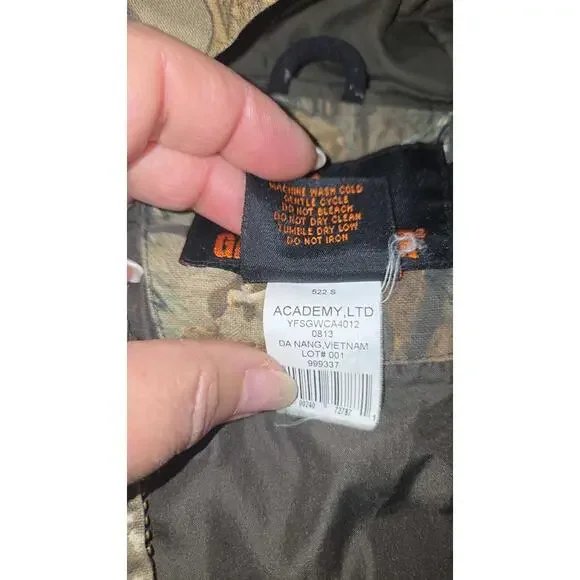 MACHINE WASH COLD
GENTLE CYCLE
DO NOT BLEACH
DO NOT DRY CLEAN
TUMBLE DRY LOW
DO NOT IRON
522 S
ACADEMY,LTD
YFSGWCA4012
0813
DA NANG,VIETNAM
LOT# 001
999337